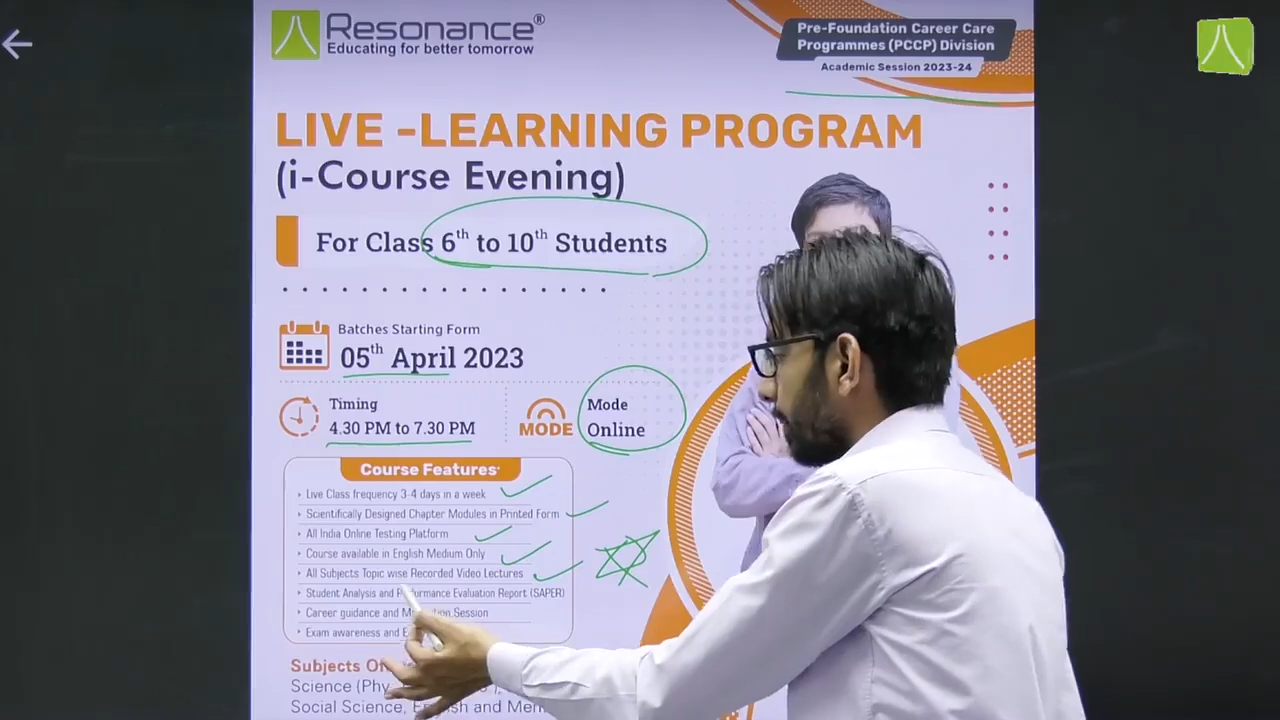 Resonance®
Educating for better tomorrow
Pre-Foundation Career Care
Programmes (PCCP) Division
Academic Session 2023-24
LIVE -LEARNING PROGRAM
(i-Course Evening)
For Class 6th to 10th Students
Batches Starting Form
05th April 2023
Timing
4.30 PM to 7.30 PM
MODE
Mode
Online
Course Features
Live Class frequency 3-4 days in a week
Scientifically Designed Chapter Modules in Printed Form
All India Online Testing Platform
Course available in English Medium Only
All Subjects Topic wise Recorded Video Lectures
Student Analysis and Performance Evaluation Report (SAPER)
Career guidance and Session
Exam awareness and
Subjects
Science (Phy
Social Science, and